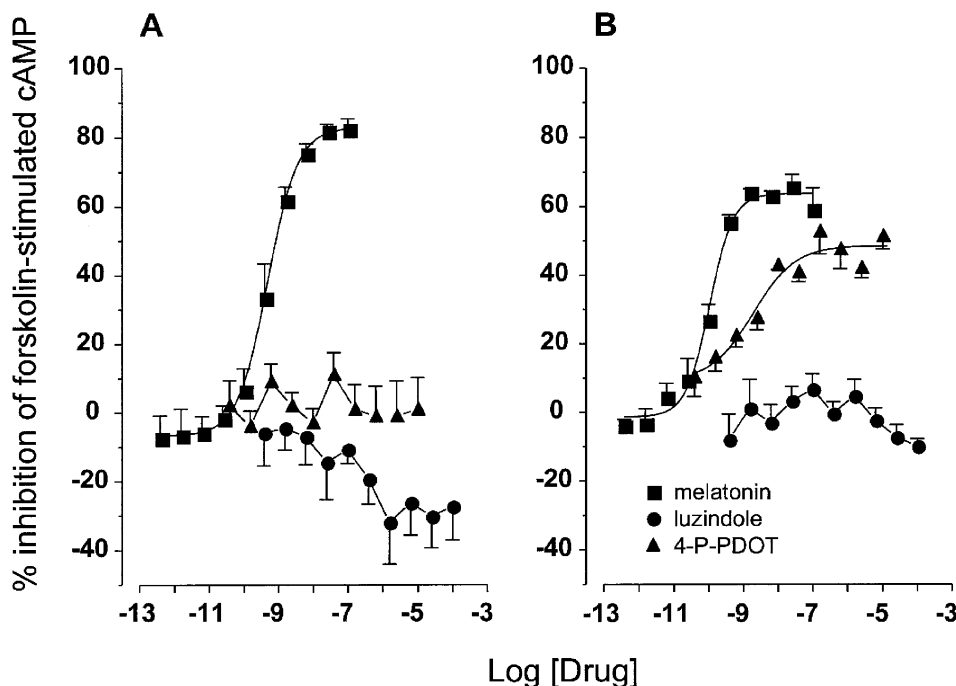 A
B
% inhibition of forskolin-stimulated cAMP
100
80
60
40
20
0
-20
-40
100
80
60
40
20
0
-20
-40
melatonin
luzindole
4-P-PDOT
-13 -11 -9 -7 -5 -3
-13 -11 -9 -7 -5 -3
Log [Drug]